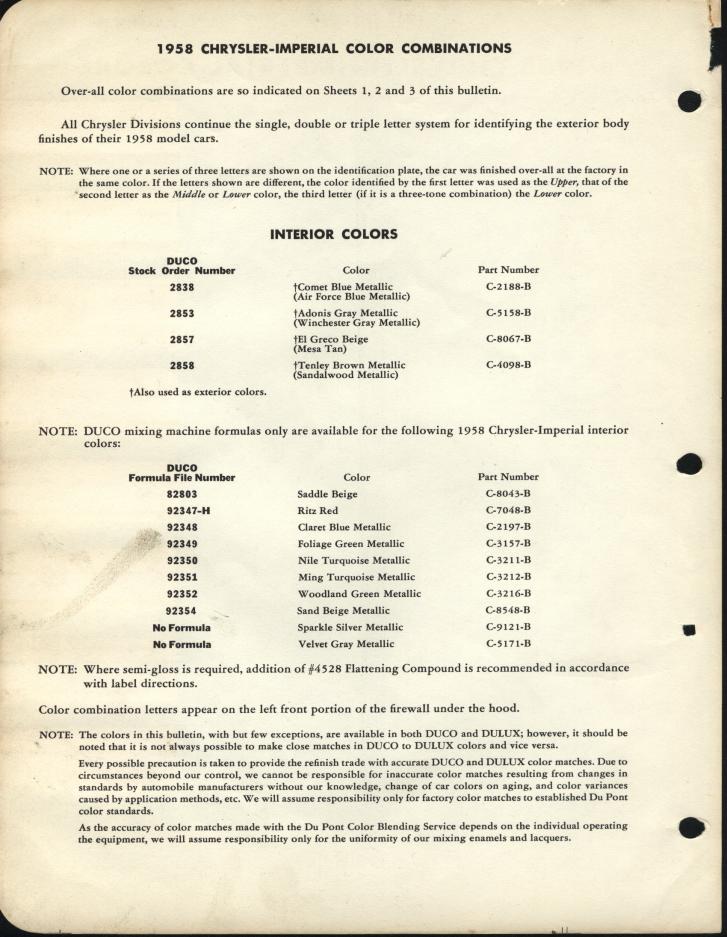 1958 CHRYSLER-IMPERIAL COLOR COMBINATIONS
Over-all color combinations are so indicated on Sheets 1, 2 and 3 of this bulletin.
All Chrysler Divisions continue the single, double or triple letter system for identifying the exterior body
finishes of their 1958 model cars.
NOTE: Where one or a series of three letters are shown on the identification plate, the car was finished over-all at the factory in
the same color. If the letters shown are different, the color identified by the first letter was used as the Upper, that of the
second letter as the Middle or Lower color, the third letter (if it is a three-tone combination) the Lower color.
INTERIOR COLORS
DUCO
Stock Order Number Color Part Number
2838 †Comet Blue Metallic C-2188-B
(Air Force Blue Metallic)
2853 †Adonis Gray Metallic C-5158-B
(Winchester Gray Metallic)
2857 †El Greco Beige C-8067-B
(Mesa Tan)
2858 †Tenley Brown Metallic C-4098-B
(Sandalwood Metallic)
†Also used as exterior colors.
NOTE: DUCO mixing machine formulas only are available for the following 1958 Chrysler-Imperial interior
colors:
DUCO
Formula File Number Color Part Number
82803 Saddle Beige C-8043-B
92347-H Ritz Red C-7048-B
92348 Claret Blue Metallic C-2197-B
92349 Foliage Green Metallic C-3157-B
92350 Nile Turquoise Metallic C-3211-B
92351 Ming Turquoise Metallic C-3212-B
92352 Woodland Green Metallic C-3216-B
92354 Sand Beige Metallic C-8548-B
No Formula Sparkle Silver Metallic C-9121-B
No Formula Velvet Gray Metallic C-5171-B
NOTE: Where semi-gloss is required, addition of #4528 Flattening Compound is recommended in accordance
with label directions.
Color combination letters appear on the left front portion of the firewall under the hood.
NOTE: The colors in this bulletin, with but few exceptions, are available in both DUCO and DULUX; however, it should be
noted that it is not always possible to make close matches in DUCO to DULUX colors and vice versa.
Every possible precaution is taken to provide the refinish trade with accurate DUCO and DULUX color matches. Due to
circumstances beyond our control, we cannot be responsible for inaccurate color matches resulting from changes in
standards by automobile manufacturers without our knowledge, change of car colors on aging, and color variances
caused by application methods, etc. We will assume responsibility only for factory color matches to established Du Pont
color standards.
As the accuracy of color matches made with the Du Pont Color Blending Service depends on the individual operating
the equipment, we will assume responsibility only for the uniformity of our mixing enamels and lacquers.